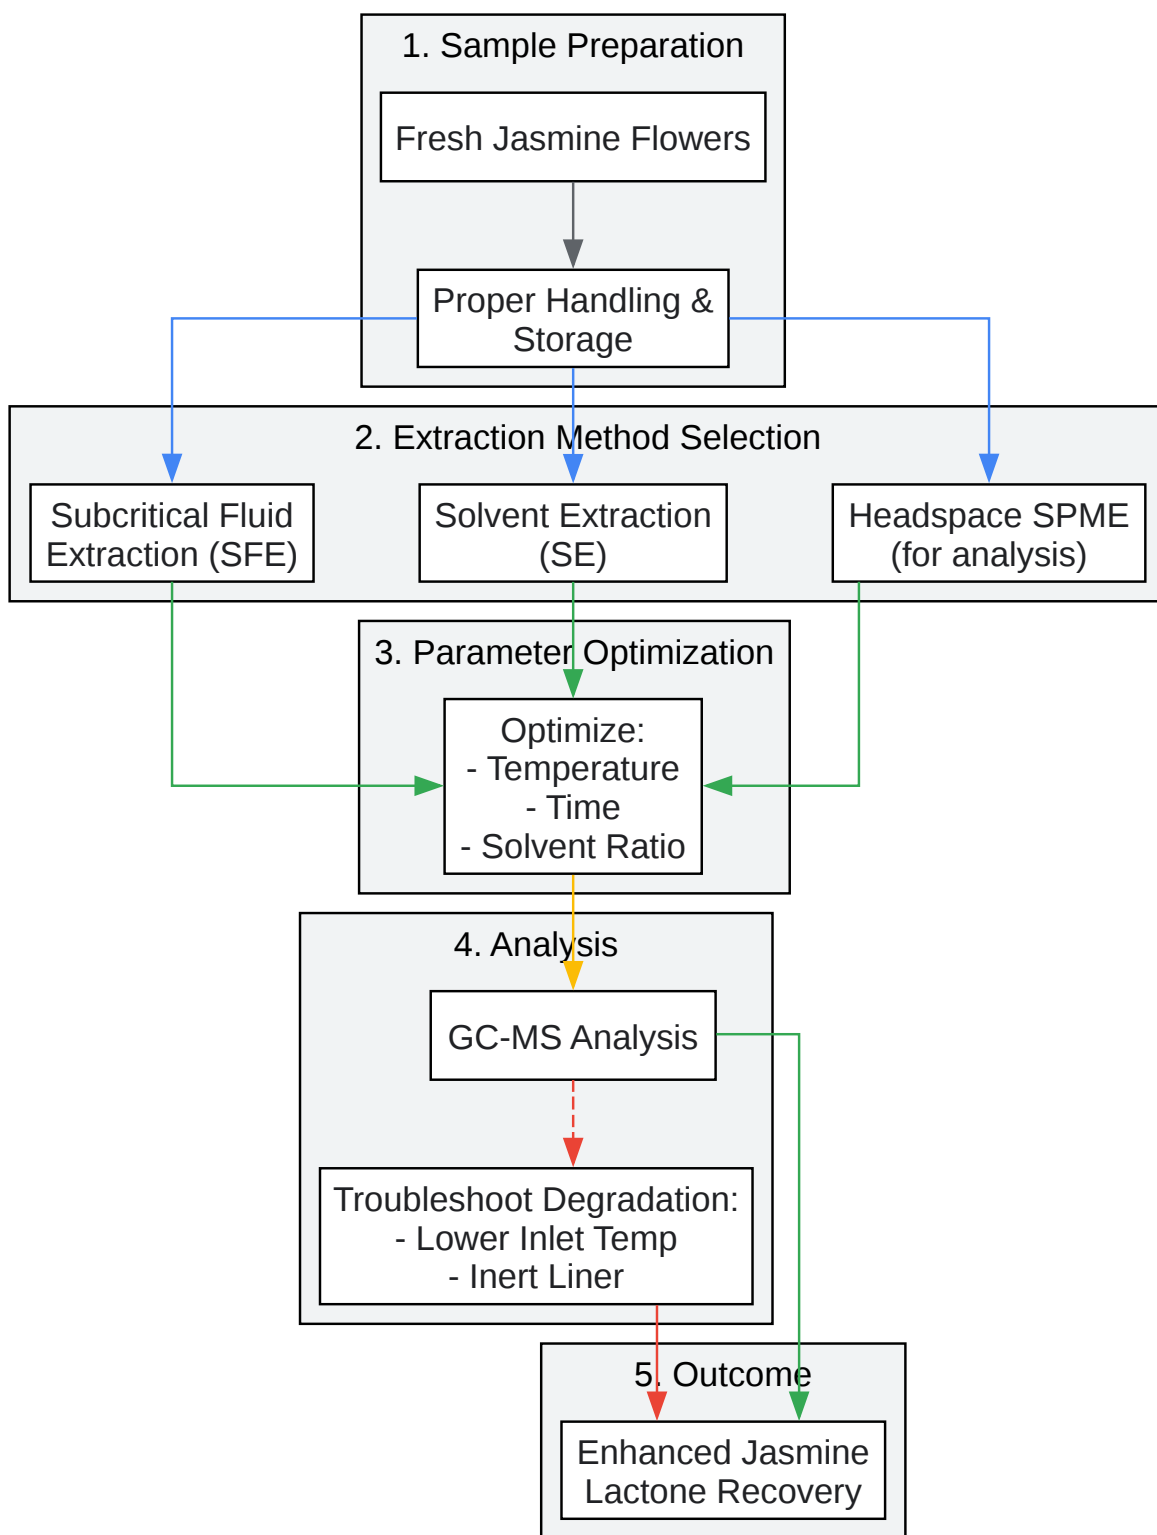 1. Sample Preparation
Fresh Jasmine Flowers
Proper Handling &
Storage
2. Extraction Method Selection
Subcritical Fluid
Extraction (SFE)
Solvent Extraction
(SE)
Headspace SPME
(for analysis)
3. Parameter Optimization
Optimize:
- Temperature
- Time
- Solvent Ratio
4. Analysis
GC-MS Analysis
Troubleshoot Degradation:
- Lower Inlet Temp
- Inert Liner
5. Outcome
Enhanced Jasmine
Lactone Recovery